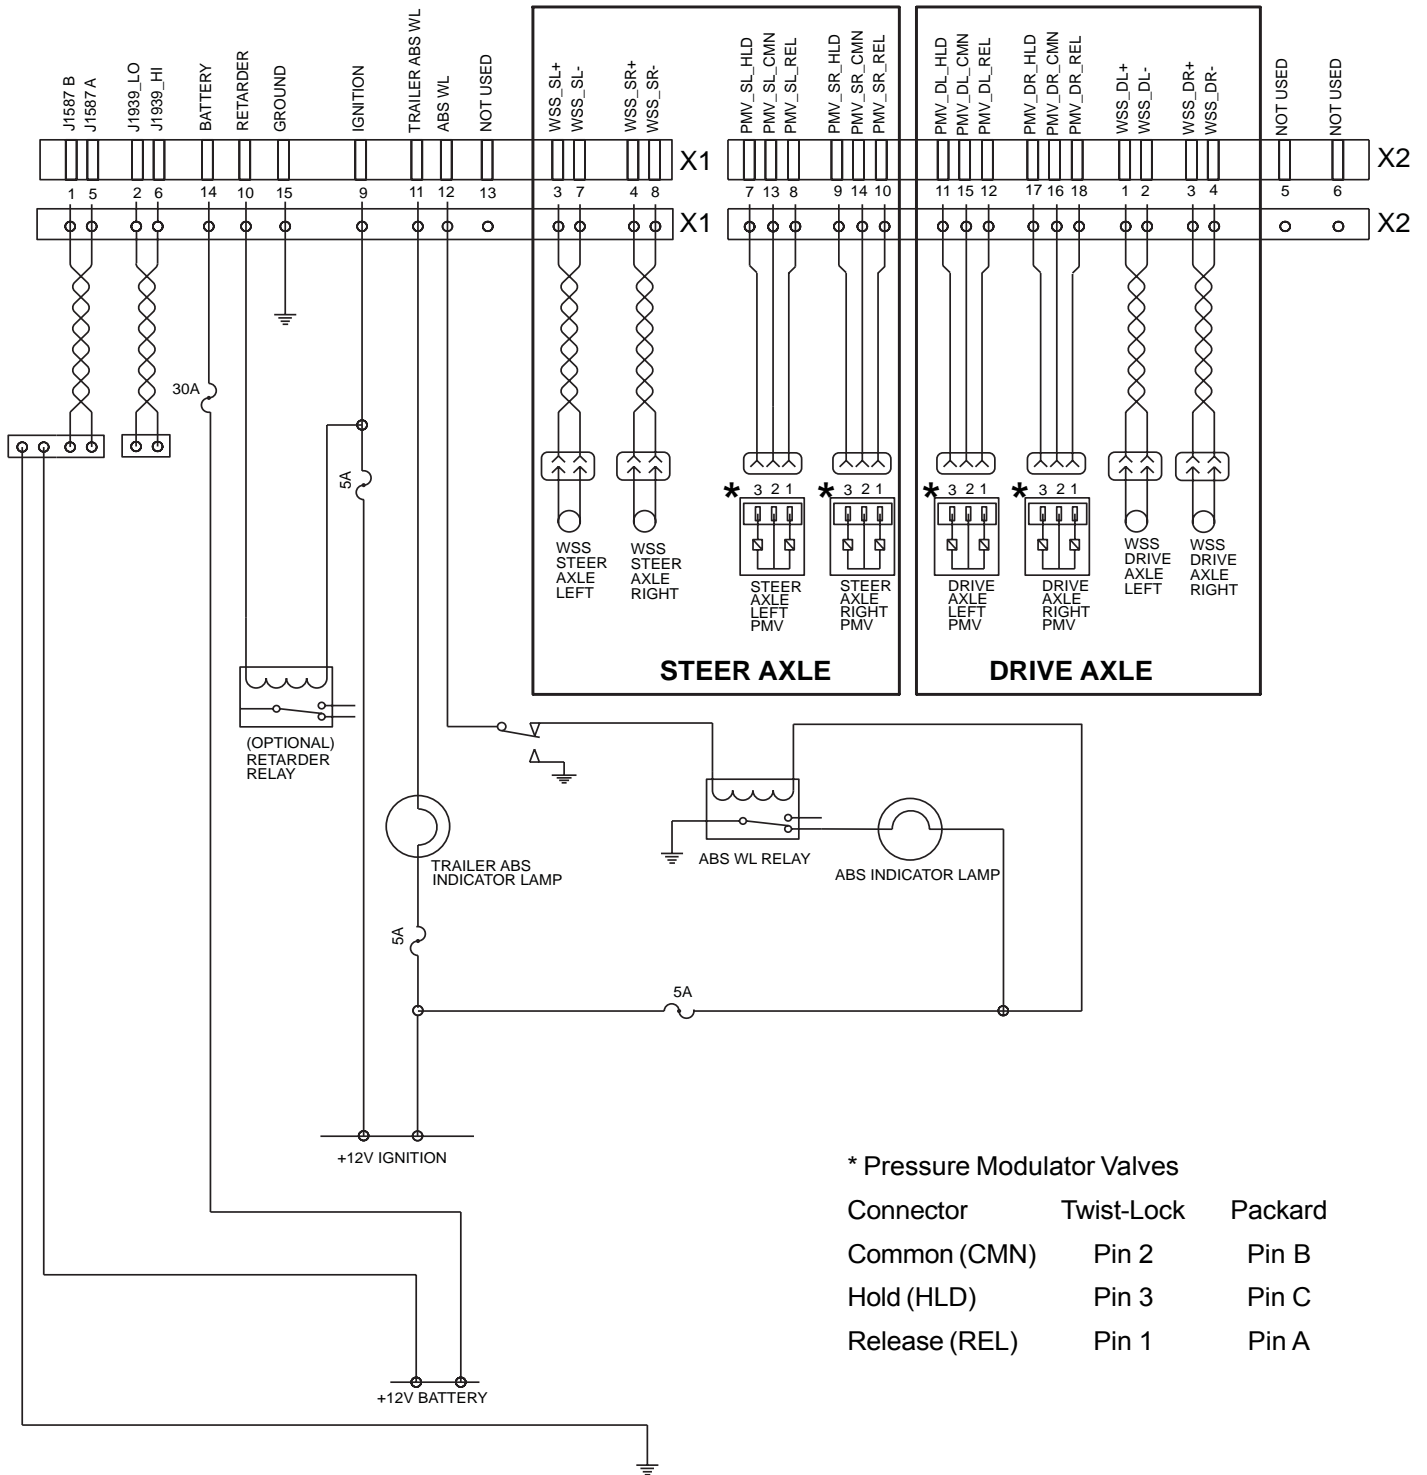 J1587 B
J1587 A
J1939_LO
J1939_HI
BATTERY
RETARDER
GROUND
IGNITION
TRAILER ABS WL
ABS WL
NOT USED
WSS_SL+
WSS_SL-
WSS_SR+
WSS_SR-
PMV_SL_HLD
PMV_SL_CMN
PMV_SL_REL
PMV_SR_HLD
PMV_SR_CMN
PMV_SR_REL
PMV_DL_HLD
PMV_DL_CMN
PMV_DL_REL
PMV_DR_HLD
PMV_DR_CMN
PMV_DR_REL
WSS_DL+
WSS_DL-
WSS_DR+
WSS_DR-
NOT USED
NOT USED
X1
X2
1 5 2 6 14 10 15 9 11 12 13 3 7 4 8 7 13 8 9 14 10 11 15 12 17 16 18 1 2 3 4 5 6
X1
X2
30A
5A
* 3 2 1
* 3 2 1
* 3 2 1
* 3 2 1
WSS
STEER
AXLE
LEFT
WSS
STEER
AXLE
RIGHT
STEER
AXLE
LEFT
PMV
STEER
AXLE
RIGHT
PMV
DRIVE
AXLE
LEFT
PMV
DRIVE
AXLE
RIGHT
PMV
WSS
DRIVE
AXLE
LEFT
WSS
DRIVE
AXLE
RIGHT
STEER AXLE
DRIVE AXLE
(OPTIONAL)
RETARDER
RELAY
TRAILER ABS
INDICATOR LAMP
ABS WL RELAY
ABS INDICATOR LAMP
5A
5A
+12V IGNITION
+12V BATTERY
* Pressure Modulator Valves
Connector Twist-Lock Packard
Common (CMN) Pin 2 Pin B
Hold (HLD) Pin 3 Pin C
Release (REL) Pin 1 Pin A